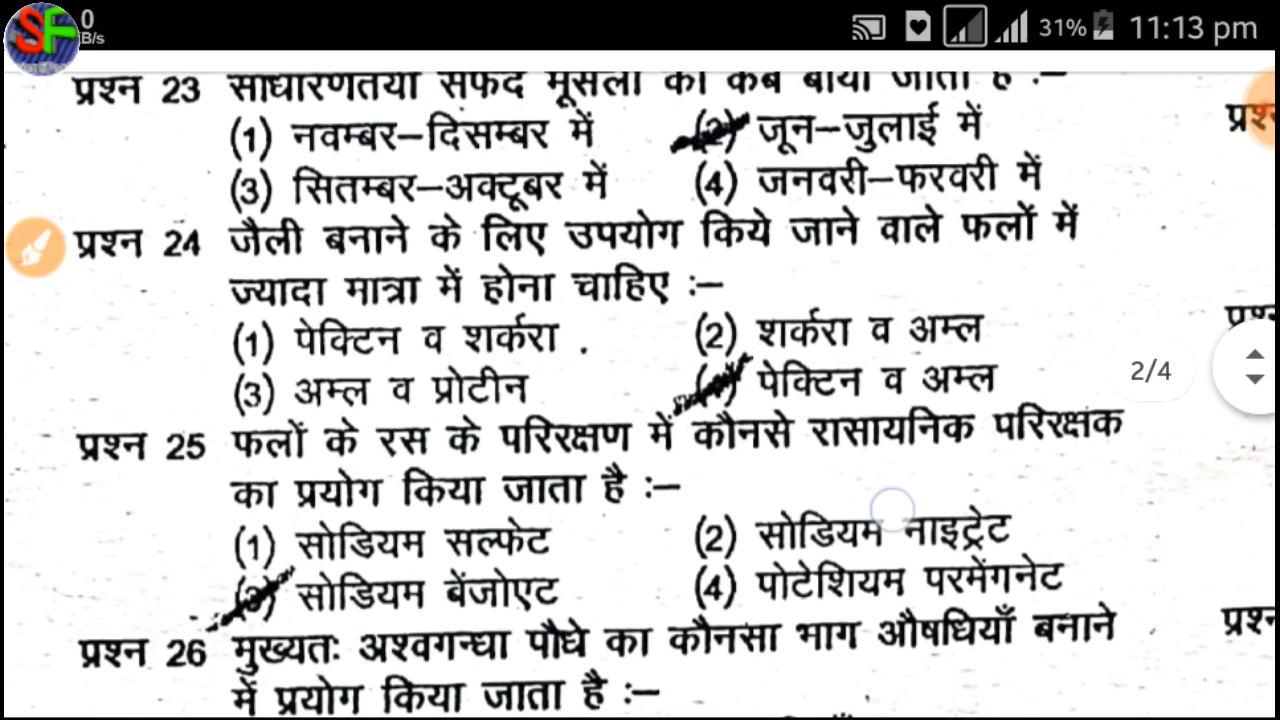 SF
0
B/s
31%
11:13 pm
प्रश्न 23 साधारणतया सफेद मूसली को कब बोया जाता है :–
(1) नवम्बर–दिसम्बर में (2) जून–जुलाई में
(3) सितम्बर–अक्टूबर में (4) जनवरी–फरवरी में
प्रश्न 24 जैली बनाने के लिए उपयोग किये जाने वाले फलों में
ज्यादा मात्रा में होना चाहिए :–
(1) पेक्टिन व शर्करा . (2) शर्करा व अम्ल
(3) अम्ल व प्रोटीन पेक्टिन व अम्ल
2/4
प्रश्न 25 फलों के रस के परिरक्षण में कौनसे रासायनिक परिरक्षक
का प्रयोग किया जाता है :–
(1) सोडियम सल्फेट (2) सोडियम नाइट्रेट
(3) सोडियम बेंजोएट (4) पोटेशियम परमेंगनेट
प्रश्न 26 मुख्यतः अश्वगन्धा पौधे का कौनसा भाग औषधियाँ बनाने
में प्रयोग किया जाता है :–